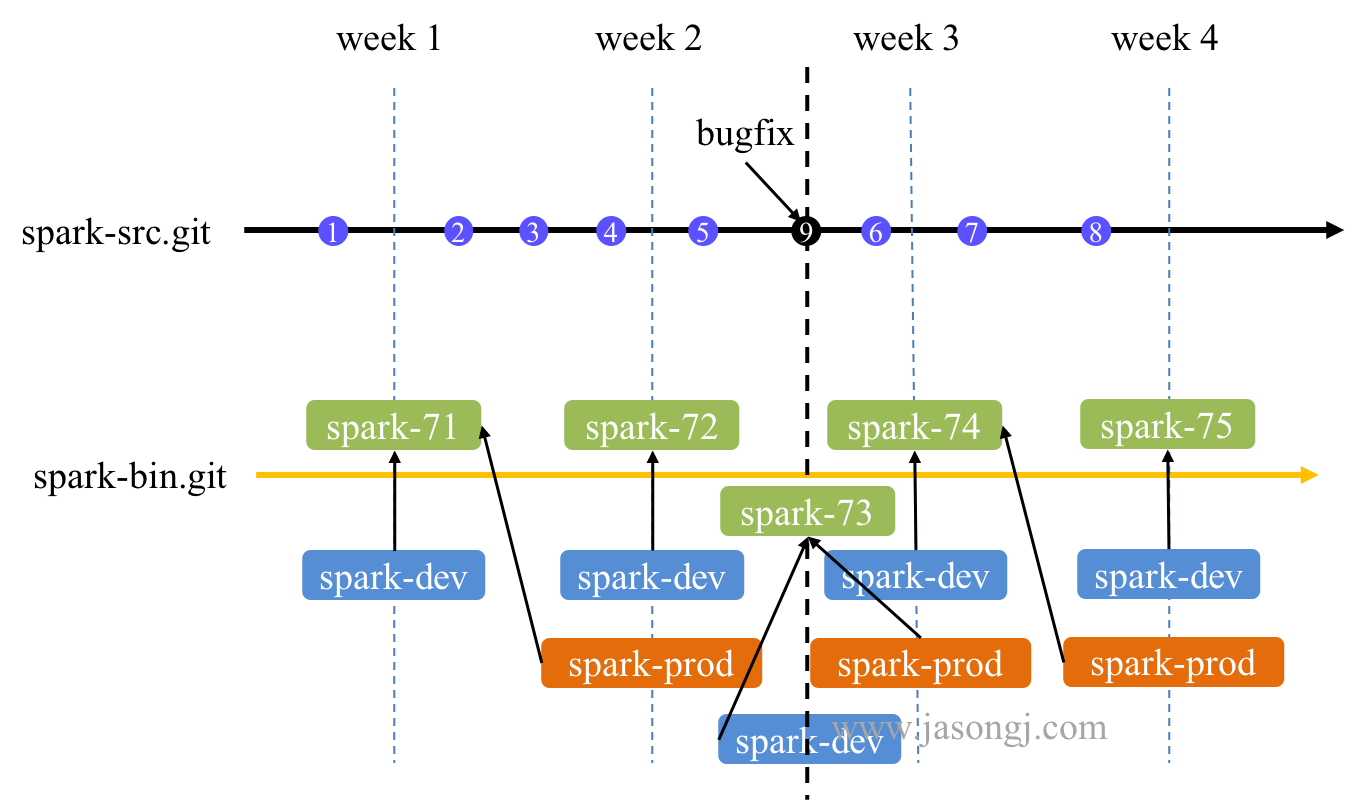 week 1
week 2
week 3
week 4
bugfix
spark-src.git
1
2
3
4
5
9
6
7
8
spark-71
spark-72
spark-74
spark-75
spark-bin.git
spark-73
spark-dev
spark-dev
spark-dev
spark-dev
spark-prod
spark-prod
spark-prod
spark-dev
www.jasongj.com